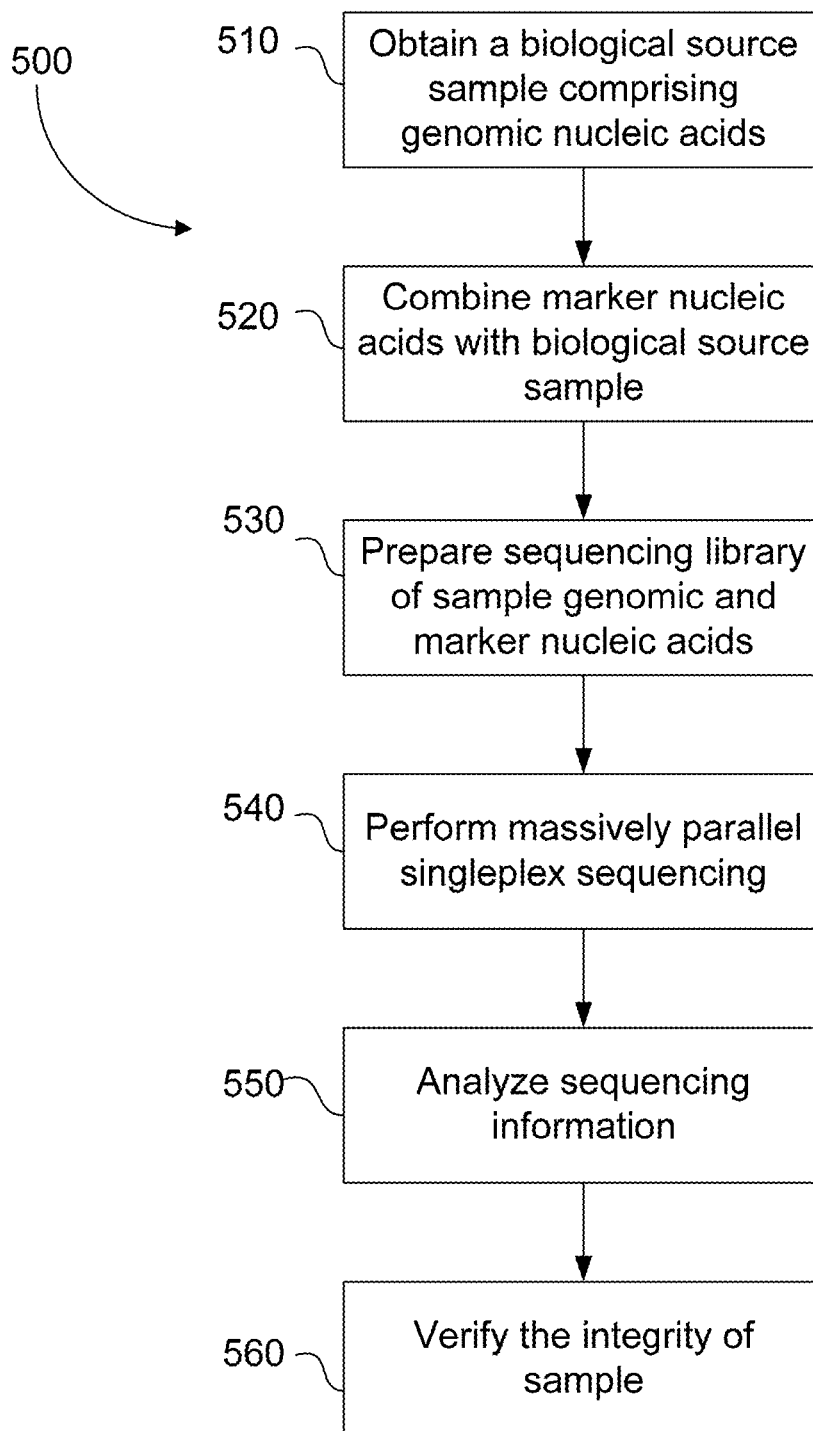 500
510
Obtain a biological source
sample comprising
genomic nucleic acids
520
Combine marker nucleic
acids with biological source
sample
530
Prepare sequencing library
of sample genomic and
marker nucleic acids
540
Perform massively parallel
singleplex sequencing
550
Analyze sequencing
information
560
Verify the integrity of
sample